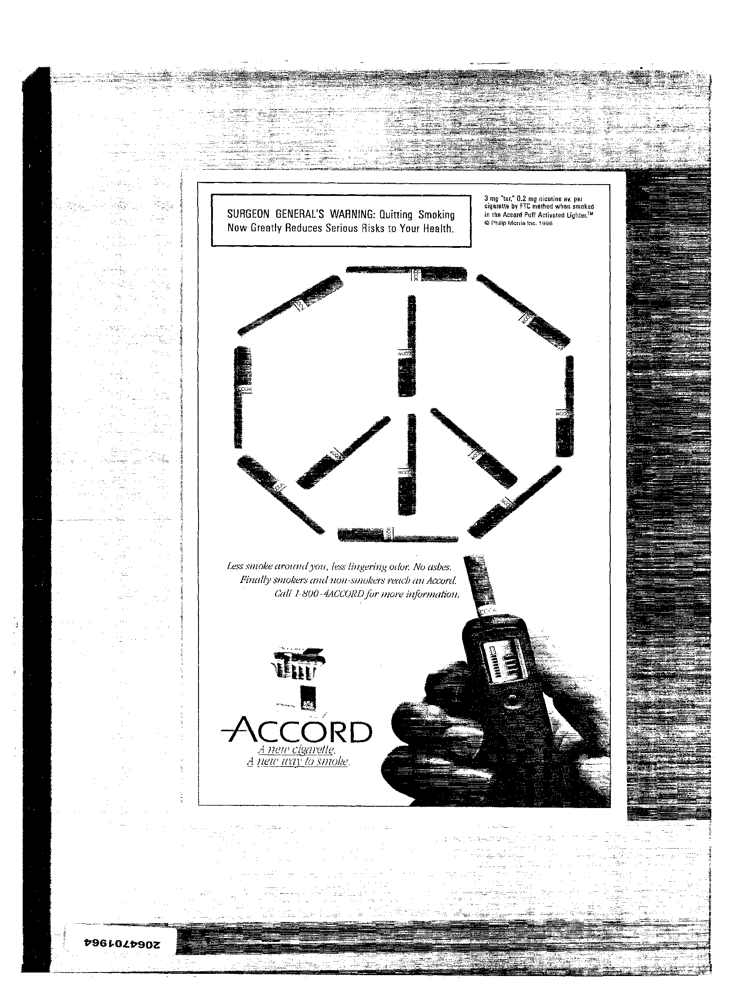 SURGEON GENERAL'S WARNING: Quitting Smoking
Now Greatly Reduces Serious Risks to Your Health.
3 mg "tar," 0.2 mg nicotine av. per
cigarette by FTC method when smoked
in the Accord Puff Activated Lighter.™
© Philip Morris Inc. 1998
Less smoke around you, less lingering odor. No ashes.
Finally smokers and non-smokers reach an Accord.
Call 1-800-4ACCORD for more information.
ACCORD
A new cigarette.
A new way to smoke.
2064701964